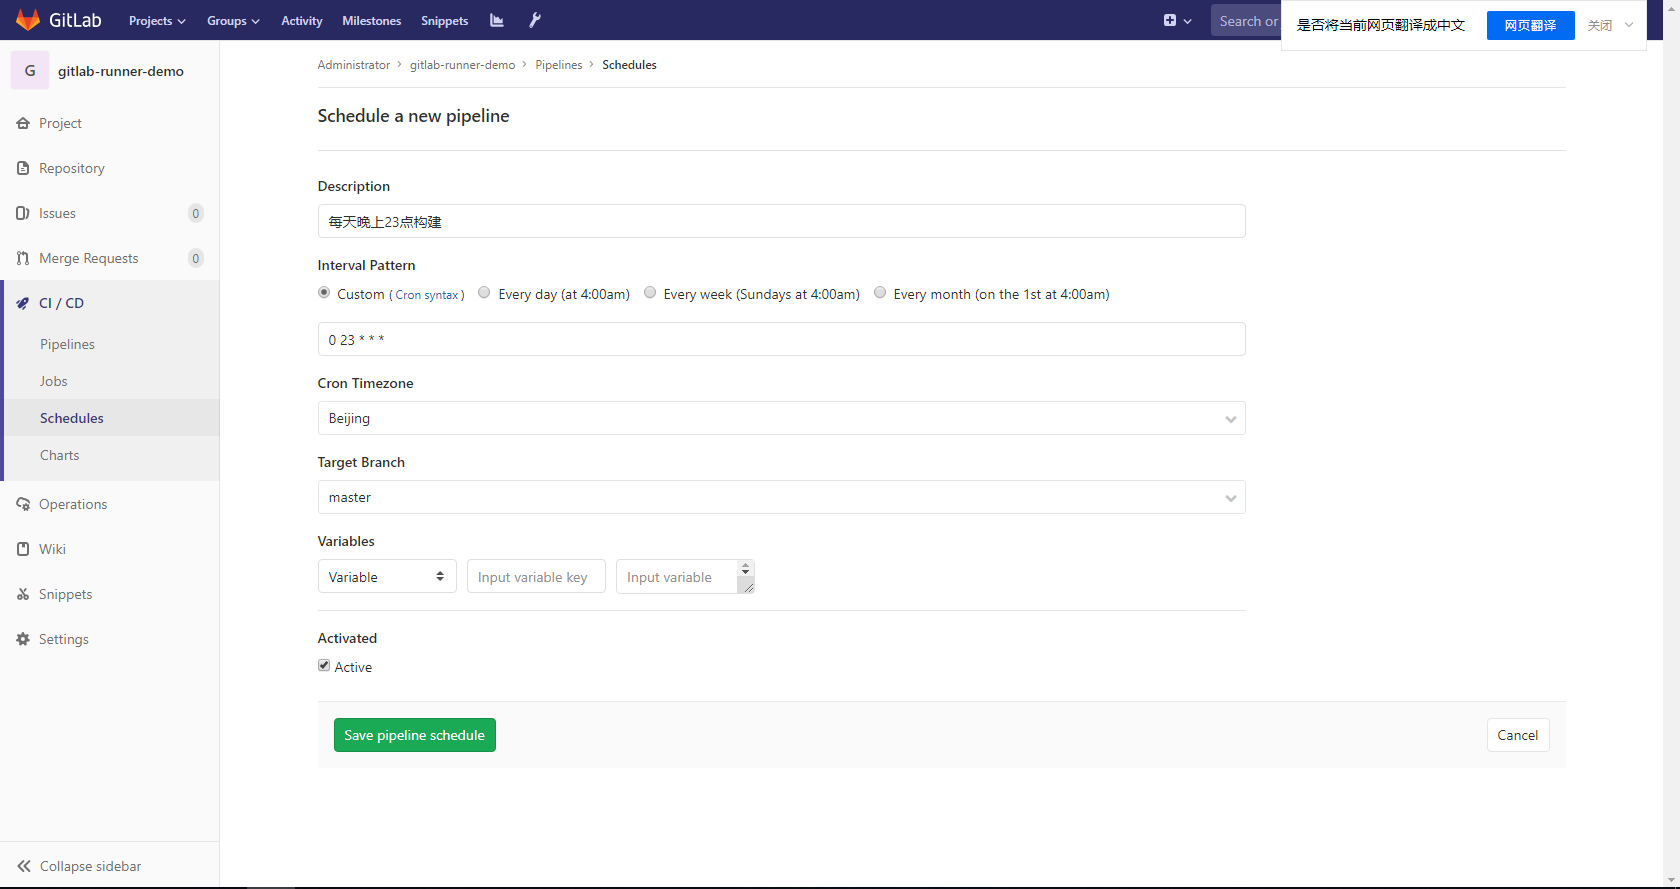 GitLab Projects Groups Activity Milestones Snippets Search or
是否将当前网页翻译成中文 网页翻译 关闭
G gitlab-runner-demo
Project
Repository
Issues 0
Merge Requests 0
CI / CD
Pipelines
Jobs
Schedules
Charts
Operations
Wiki
Snippets
Settings
Collapse sidebar
Administrator › gitlab-runner-demo › Pipelines › Schedules
Schedule a new pipeline
Description
每天晚上23点构建
Interval Pattern
Custom ( Cron syntax ) Every day (at 4:00am) Every week (Sundays at 4:00am) Every month (on the 1st at 4:00am)
0 23 * * *
Cron Timezone
Beijing
Target Branch
master
Variables
Variable Input variable key Input variable
Activated
Active
Save pipeline schedule Cancel